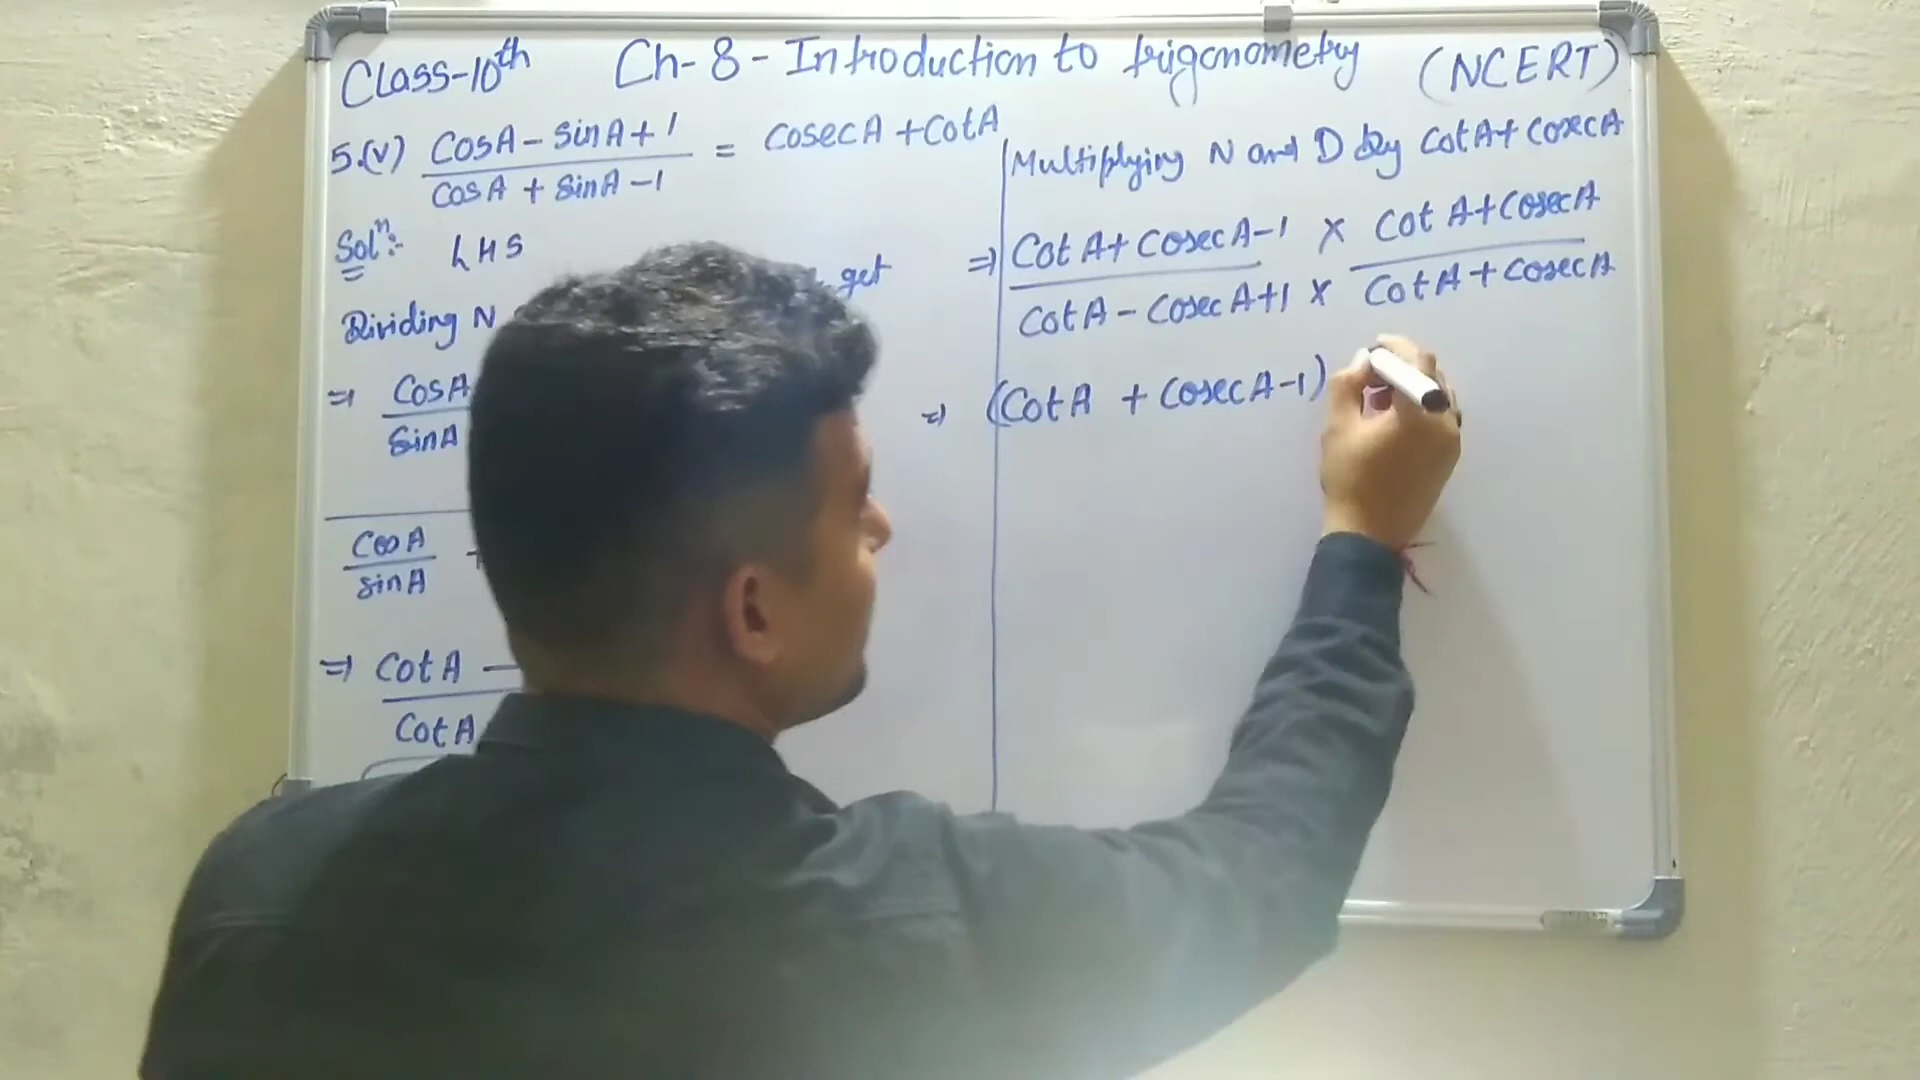 Class-10th Ch-8-Introduction to trigonometry (NCERT)
5.(v) CosA - SinA + 1 = CosecA + CotA
CosA + SinA - 1
Solⁿ:- LHS
Dividing N get
⇒ CosA
SinA
CosA +
SinA
⇒ CotA -
CotA
Multiplying N and D by CotA + CosecA
⇒ CotA + CosecA - 1 × CotA + CosecA
CotA - CosecA + 1 × CotA + CosecA
⇒ (CotA + CosecA - 1)